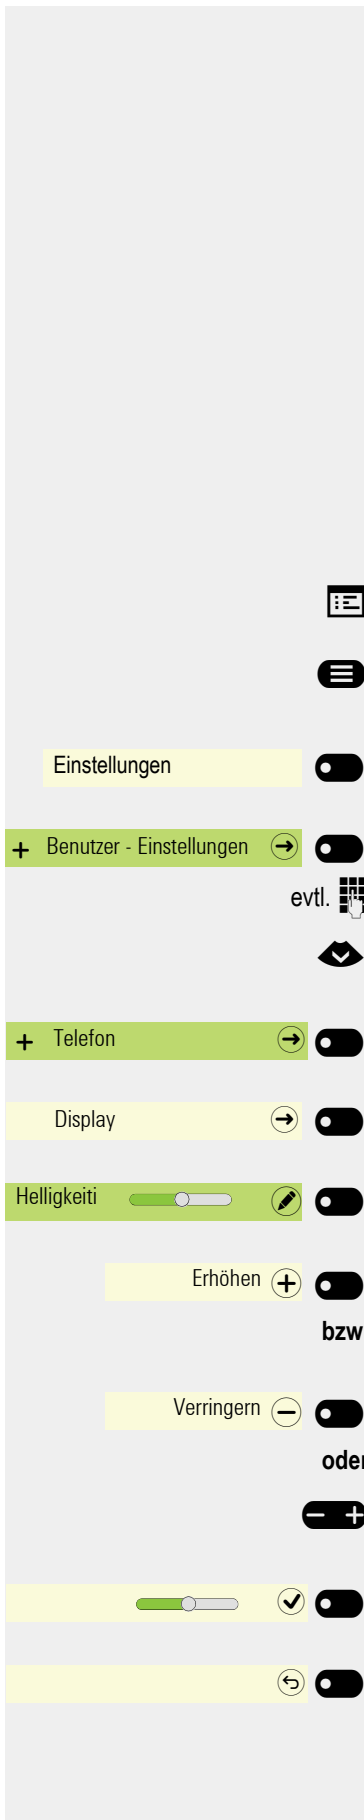 Einstellungen
+ Benutzer - Einstellungen
evtl.
+ Telefon
Display
Helligkeiti
Erhöhen
bzw
Verringern
oder